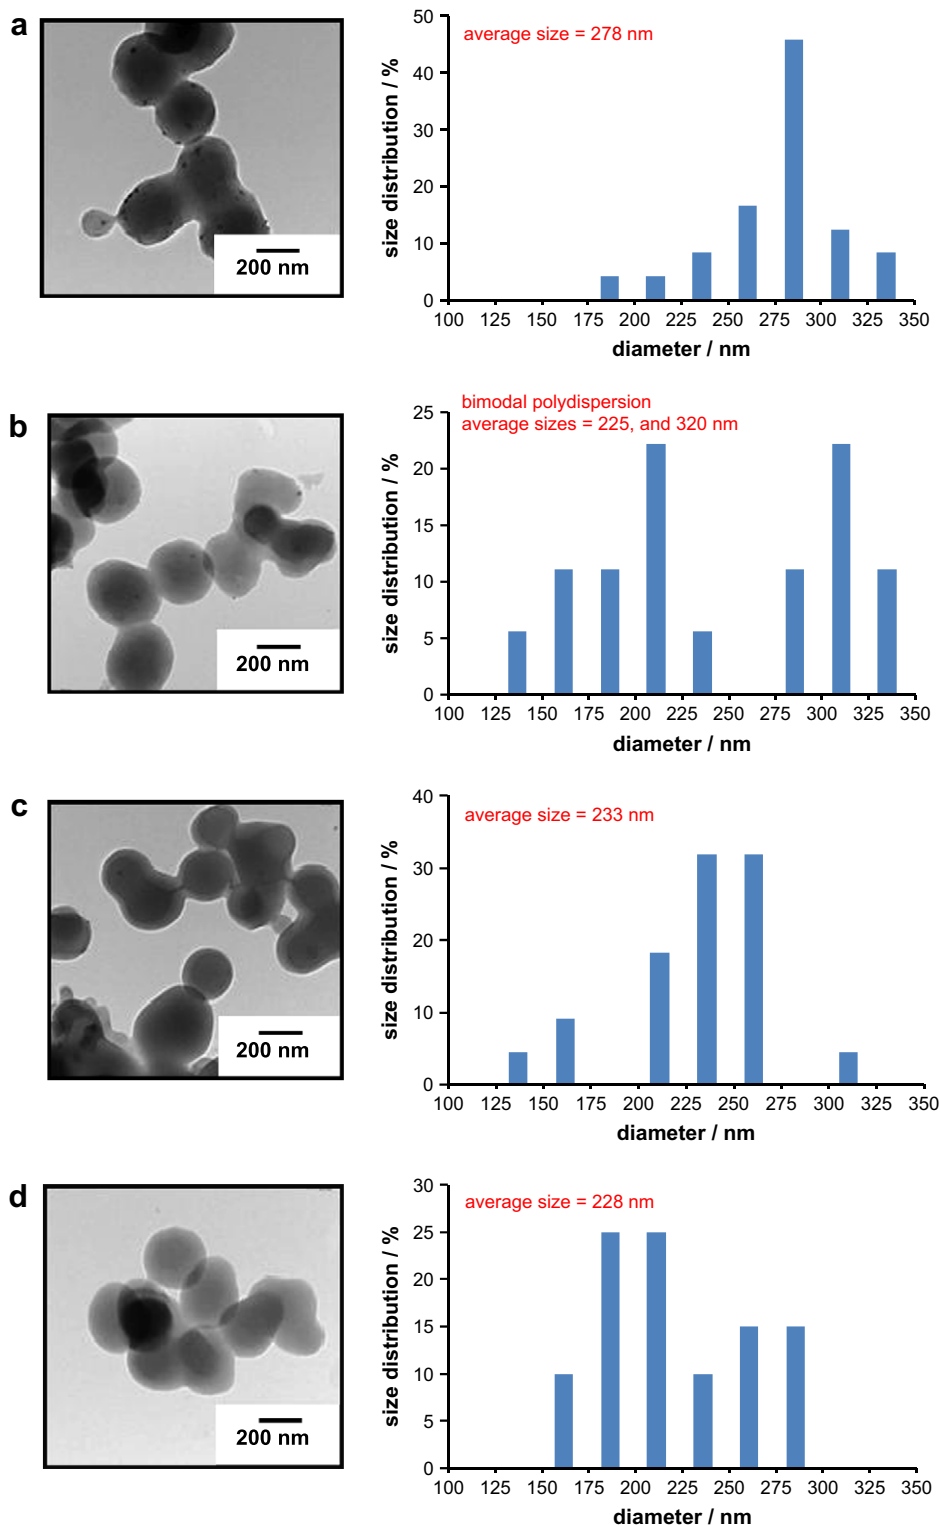 a
200 nm
average size = 278 nm
size distribution / %
50
40
30
20
10
0
100 125 150 175 200 225 250 275 300 325 350
diameter / nm
b
200 nm
bimodal polydispersion
average sizes = 225, and 320 nm
size distribution / %
25
20
15
10
5
0
100 125 150 175 200 225 250 275 300 325 350
diameter / nm
c
200 nm
average size = 233 nm
size distribution / %
40
30
20
10
0
100 125 150 175 200 225 250 275 300 325 350
diameter / nm
d
200 nm
average size = 228 nm
size distribution / %
30
25
20
15
10
5
0
100 125 150 175 200 225 250 275 300 325 350
diameter / nm